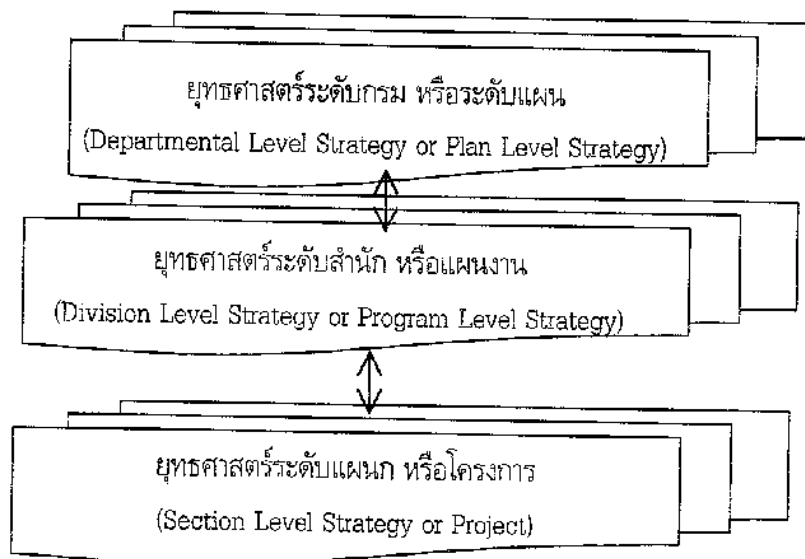 ยุทธศาสตร์ระดับกรม หรือระดับแผน
(Departmental Level Strategy or Plan Level Strategy)
ยุทธศาสตร์ระดับสำนัก หรือแผนงาน
(Division Level Strategy or Program Level Strategy)
ยุทธศาสตร์ระดับแผนก หรือโครงการ
(Section Level Strategy or Project)